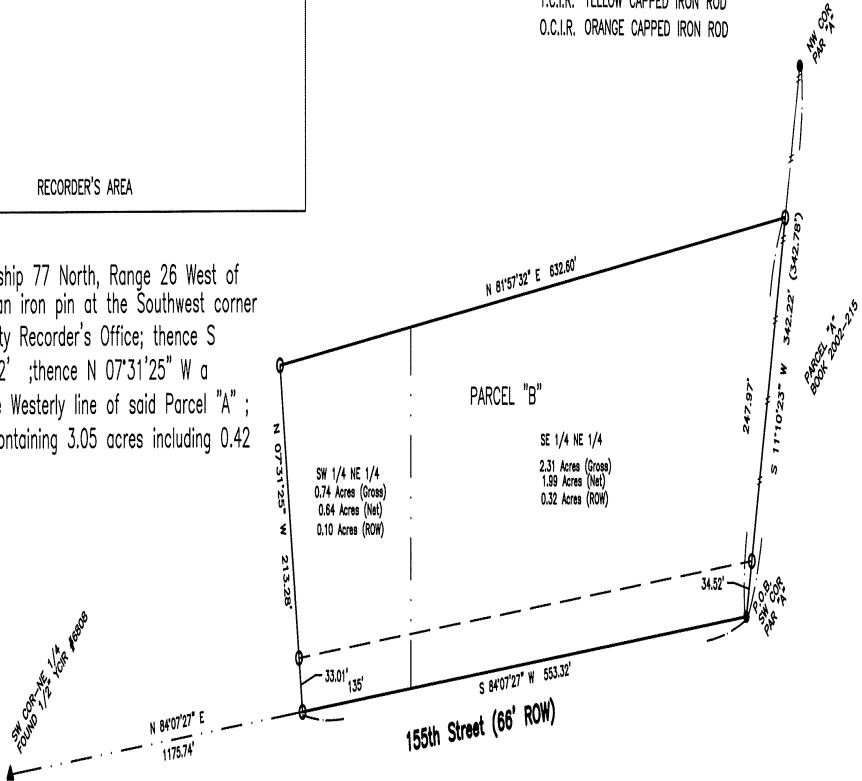 Y.C.I.R. YELLOW CAPPED IRON ROD
O.C.I.R. ORANGE CAPPED IRON ROD
NW COR
PAR "A"
RECORDER'S AREA
ship 77 North, Range 26 West of
an iron pin at the Southwest corner
ty Recorder's Office; thence S
2' ;thence N 07°31'25" W a
e Westerly line of said Parcel "A" ;
ontaining 3.05 acres including 0.42
N 81°57'32" E 632.60'
S 11°10'23" W 342.22' (342.78')
247.97'
PARCEL "A"
BOOK 2002-215
PARCEL "B"
SW 1/4 NE 1/4
0.74 Acres (Gross)
0.64 Acres (Net)
0.10 Acres (ROW)
SE 1/4 NE 1/4
2.31 Acres (Gross)
1.99 Acres (Net)
0.32 Acres (ROW)
N 07°31'25" W 213.28'
34.52'
P.O.B.
SW COR
PAR "A"
33.01'
135'
S 84°07'27" W 553.32'
155th Street (66' ROW)
SW COR-NE 1/4
FOUND 1/2" YCIR #6808
N 84°07'27" E
1175.74'